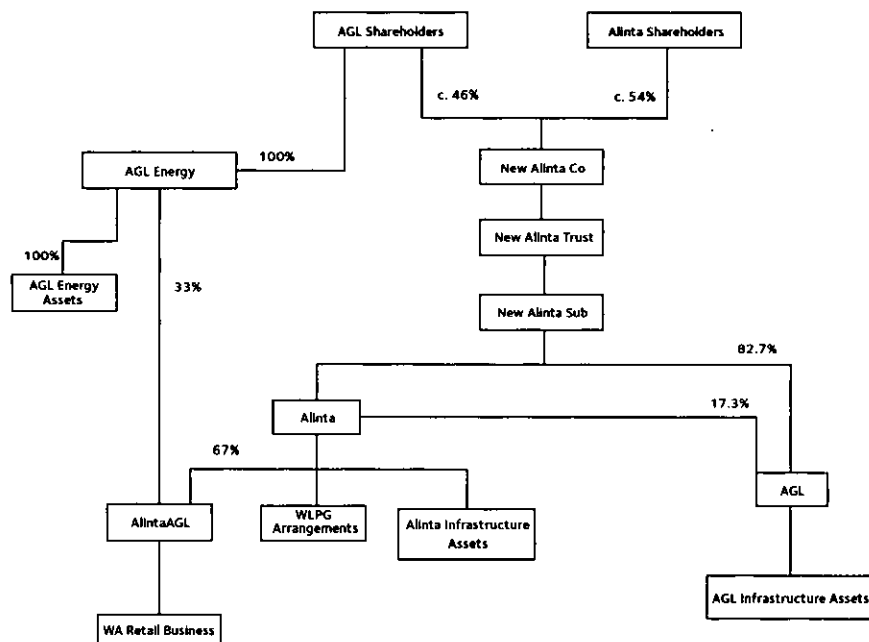 AGL Shareholders
Alinta Shareholders
c. 46%
c. 54%
100%
AGL Energy
New Alinta Co
New Alinta Trust
100%
AGL Energy
Assets
33%
New Alinta Sub
82.7%
17.3%
Alinta
67%
AGL
AlintaAGL
WLPG
Arrangements
Alinta Infrastructure
Assets
AGL Infrastructure Assets
WA Retail Business